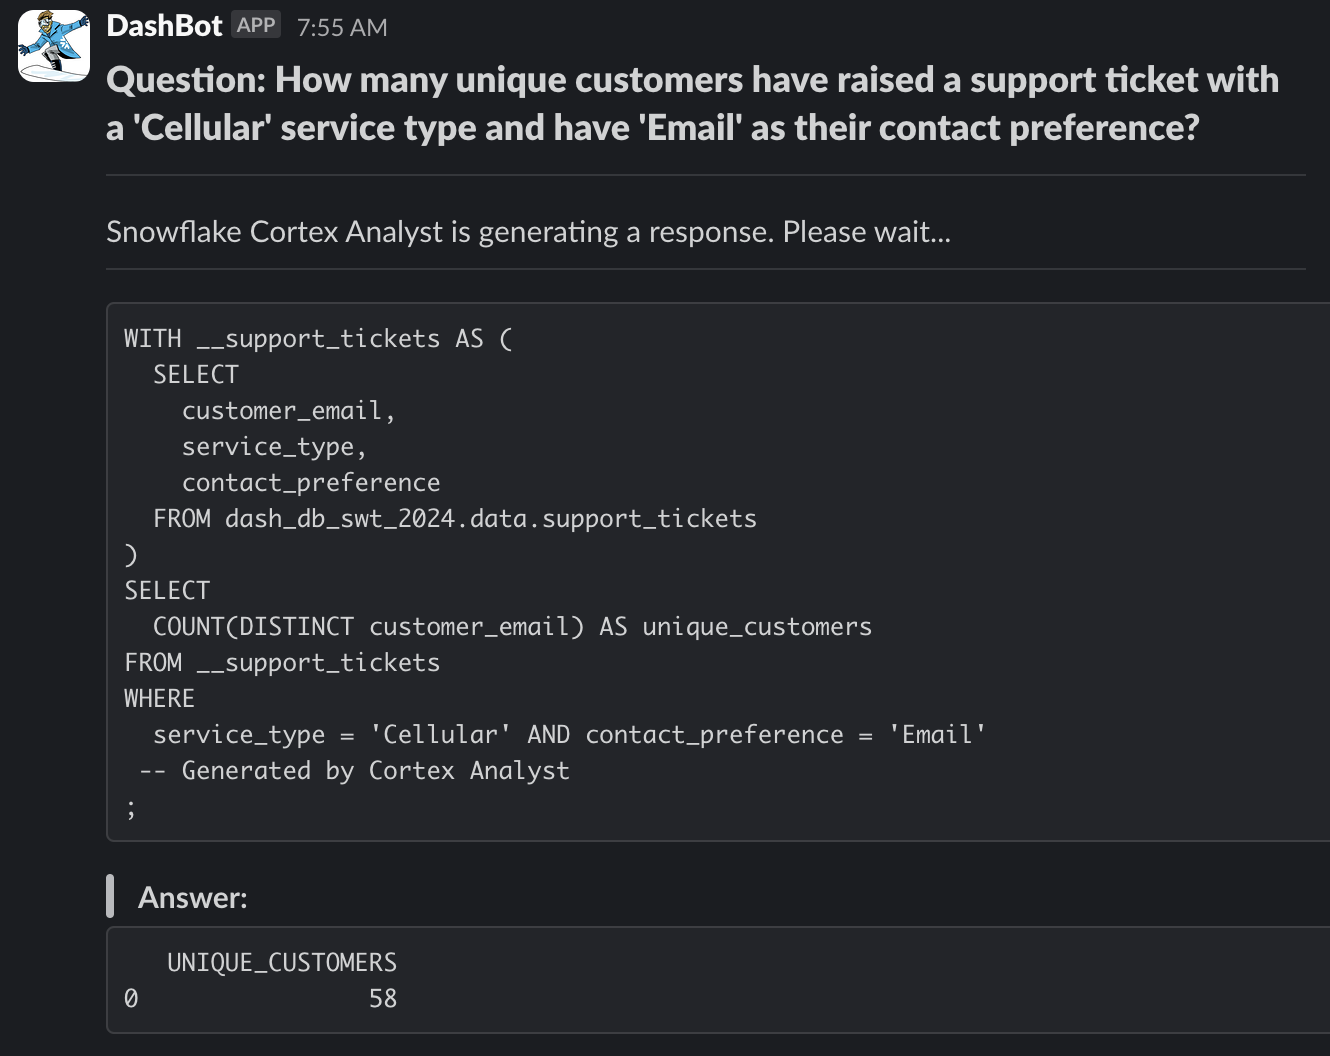 DashBot APP 7:55 AM
Question: How many unique customers have raised a support ticket with
a 'Cellular' service type and have 'Email' as their contact preference?
Snowflake Cortex Analyst is generating a response. Please wait...
WITH __support_tickets AS (
  SELECT
    customer_email,
    service_type,
    contact_preference
  FROM dash_db_swt_2024.data.support_tickets
)
SELECT
  COUNT(DISTINCT customer_email) AS unique_customers
FROM __support_tickets
WHERE
  service_type = 'Cellular' AND contact_preference = 'Email'
 -- Generated by Cortex Analyst
;
Answer:
   UNIQUE_CUSTOMERS
0                58